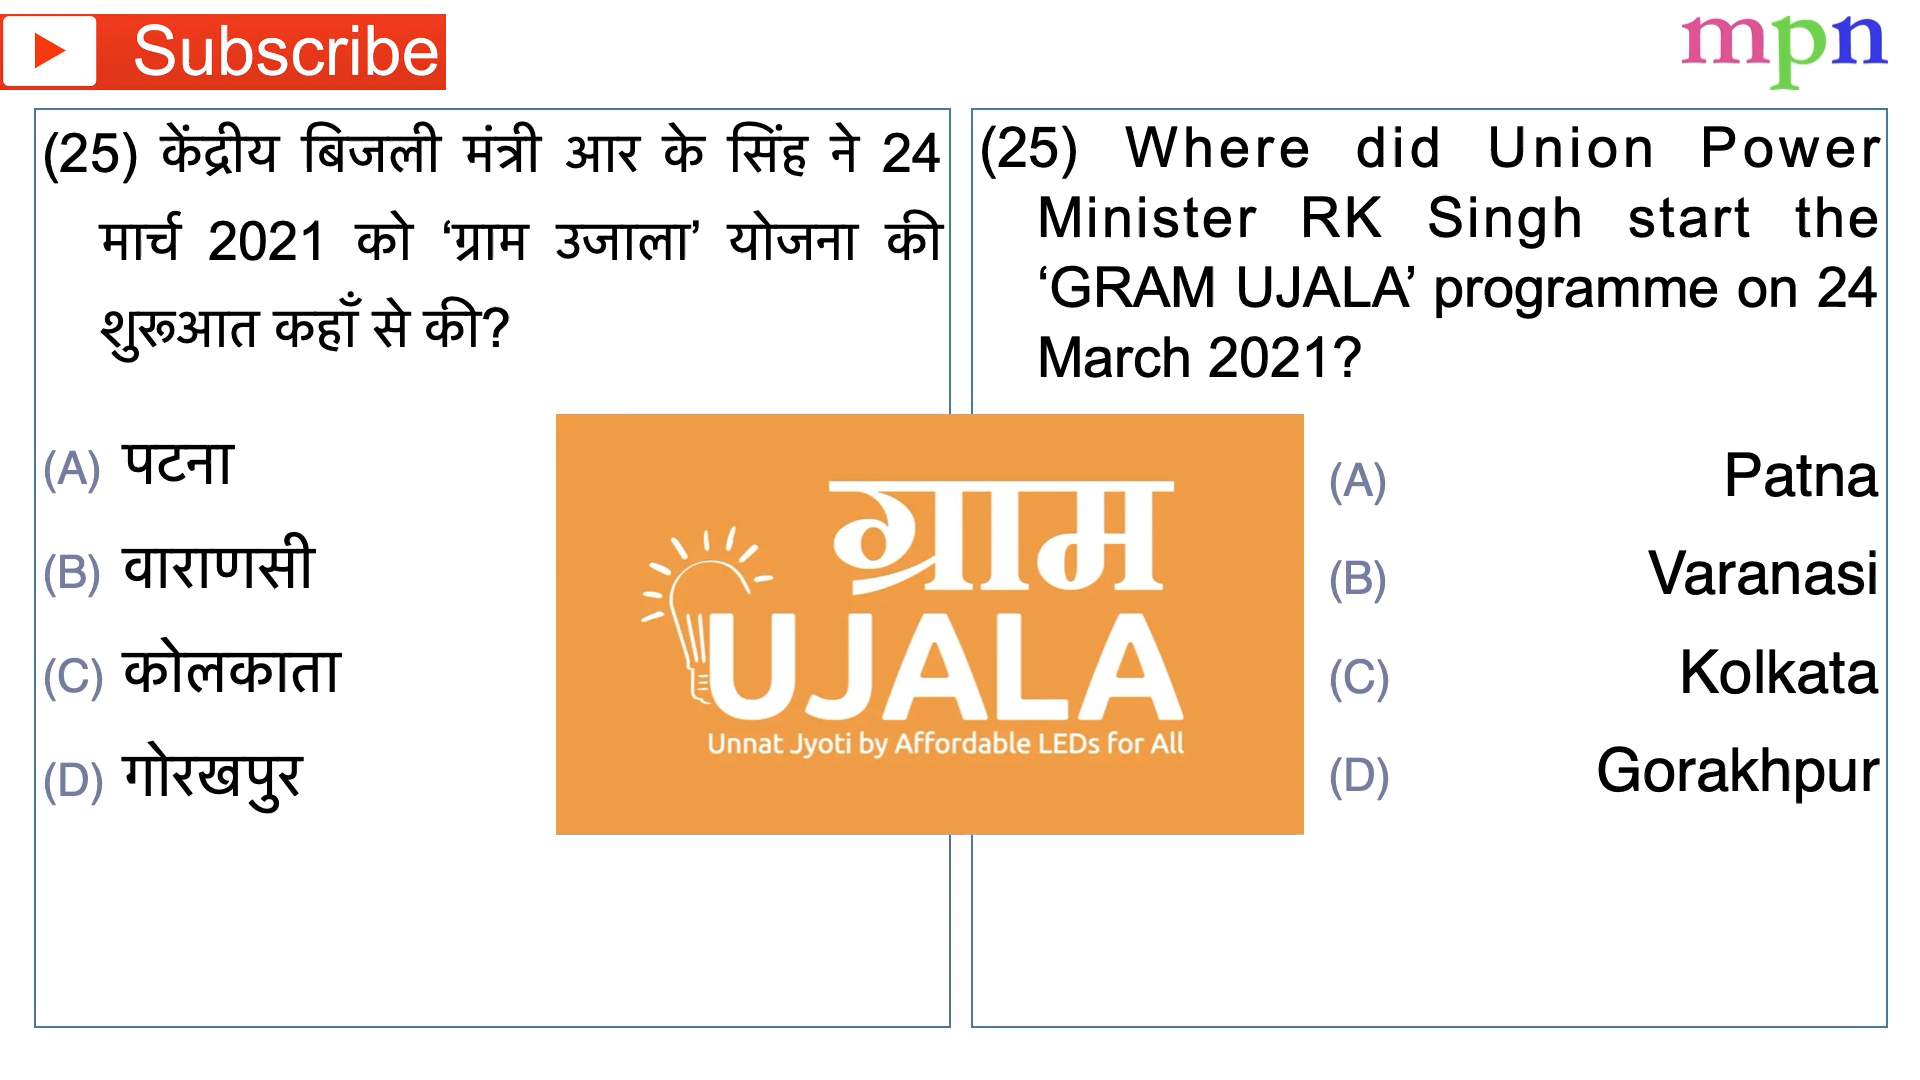 Subscribe
mpn
(25) केंद्रीय बिजली मंत्री आर के सिंह ने 24
मार्च 2021 को ‘ग्राम उजाला’ योजना की
शुरूआत कहाँ से की?
(A) पटना
(B) वाराणसी
(C) कोलकाता
(D) गोरखपुर
ग्राम
UJALA
Unnat Jyoti by Affordable LEDs for All
(25) Where did Union Power
Minister RK Singh start the
‘GRAM UJALA’ programme on 24
March 2021?
(A) Patna
(B) Varanasi
(C) Kolkata
(D) Gorakhpur